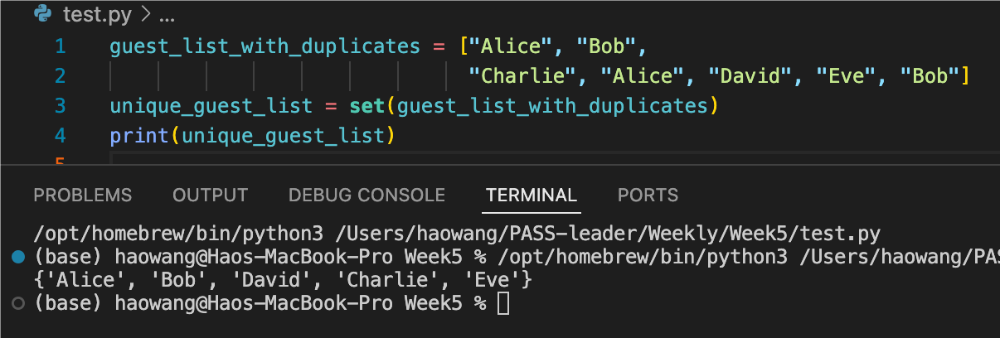 test.py > ...
1 guest_list_with_duplicates = ["Alice", "Bob",
2 "Charlie", "Alice", "David", "Eve", "Bob"]
3 unique_guest_list = set(guest_list_with_duplicates)
4 print(unique_guest_list)
5
PROBLEMS OUTPUT DEBUG CONSOLE TERMINAL PORTS
/opt/homebrew/bin/python3 /Users/haowang/PASS-leader/Weekly/Week5/test.py
(base) haowang@Haos-MacBook-Pro Week5 % /opt/homebrew/bin/python3 /Users/haowang/PAS
{'Alice', 'Bob', 'David', 'Charlie', 'Eve'}
(base) haowang@Haos-MacBook-Pro Week5 %